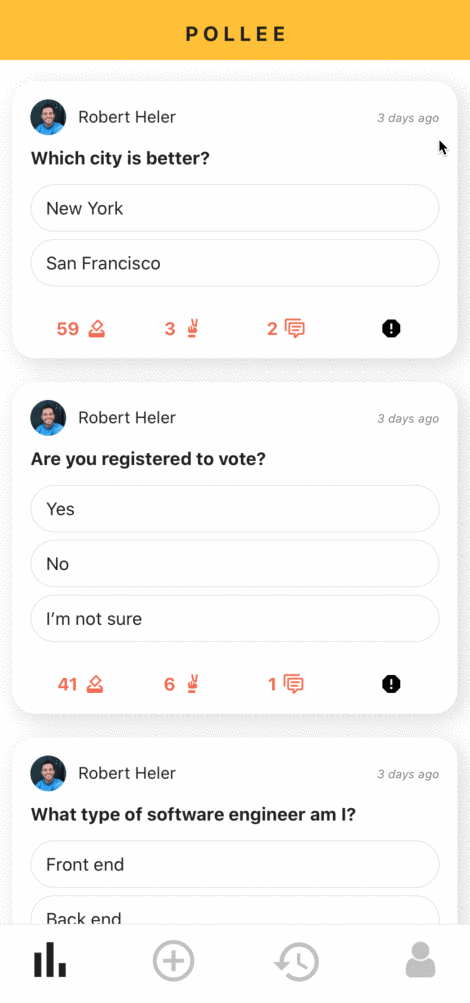 POLLEE
Robert Heler
3 days ago
Which city is better?
New York
San Francisco
59 3 2
Robert Heler
3 days ago
Are you registered to vote?
Yes
No
I’m not sure
41 6 1
Robert Heler
3 days ago
What type of software engineer am I?
Front end
Back end